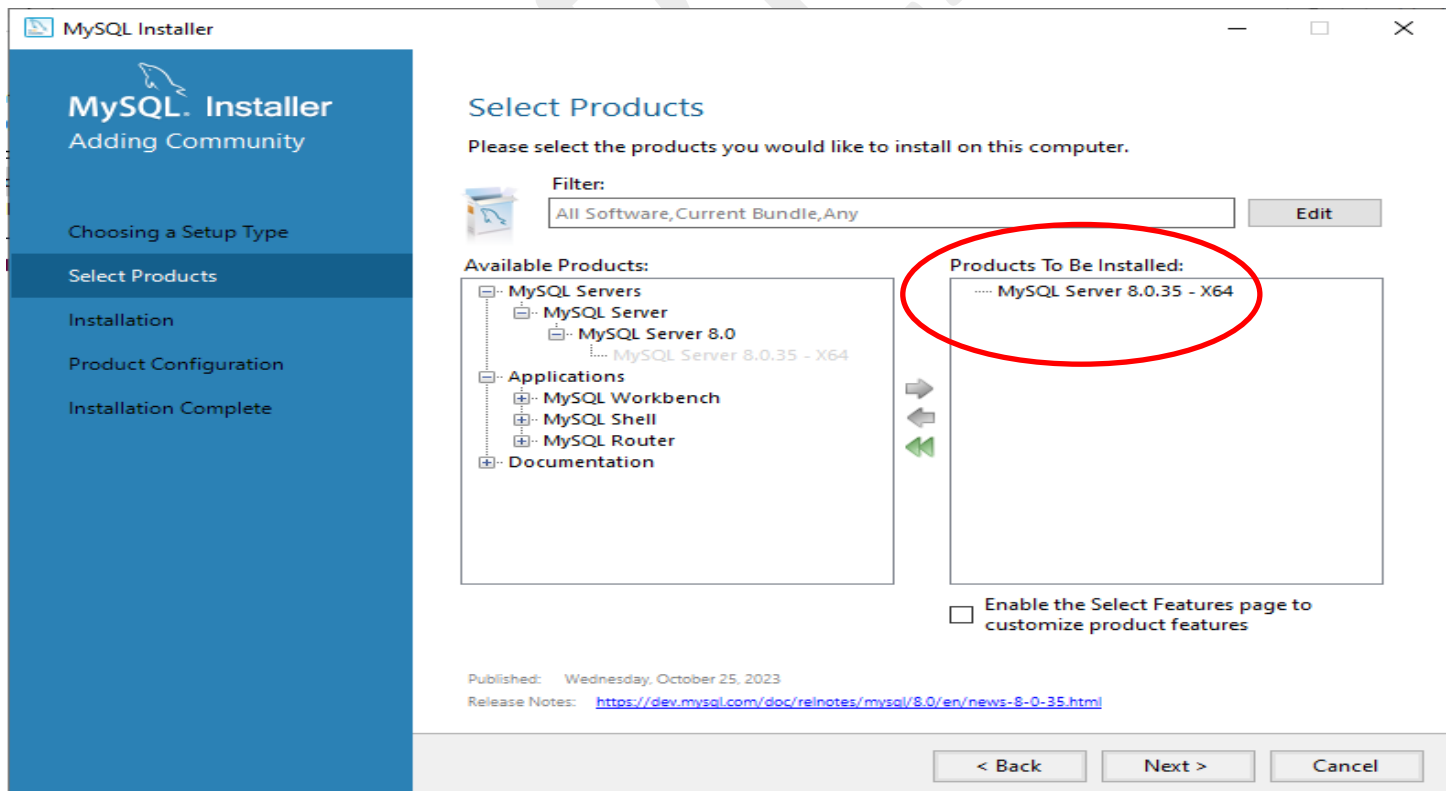 MySQL Installer
MySQL. Installer
Adding Community
Choosing a Setup Type
Select Products
Installation
Product Configuration
Installation Complete
Select Products
Please select the products you would like to install on this computer.
Filter:
All Software,Current Bundle,Any
Edit
Available Products:
MySQL Servers
MySQL Server
MySQL Server 8.0
MySQL Server 8.0.35 - X64
Applications
MySQL Workbench
MySQL Shell
MySQL Router
Documentation
Products To Be Installed:
MySQL Server 8.0.35 - X64
Enable the Select Features page to
customize product features
Published: Wednesday, October 25, 2023
Release Notes: https://dev.mysql.com/doc/relnotes/mysql/8.0/en/news-8-0-35.html
< Back
Next >
Cancel